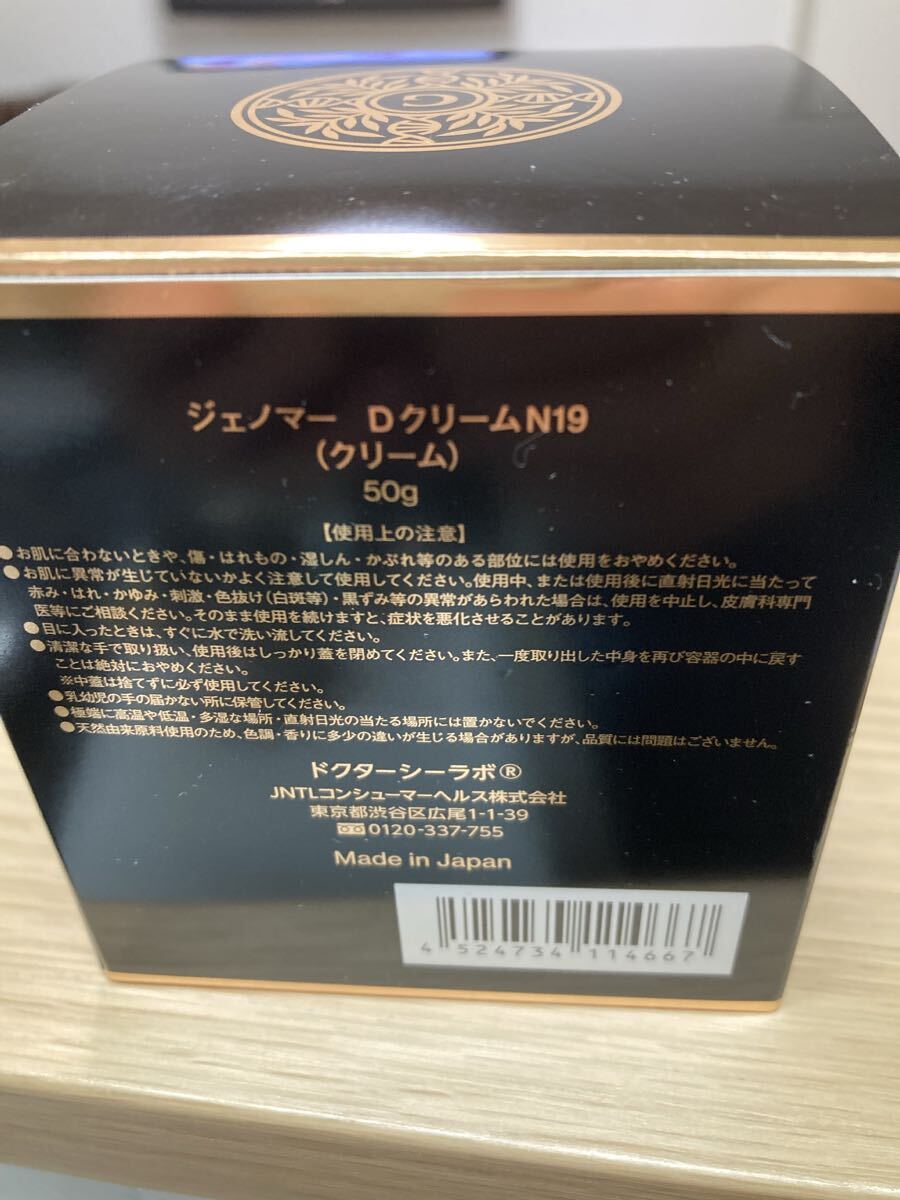 G
ジェノマー DクリームN19
(クリーム)
50g
【使用上の注意】
●お肌に合わないときや、傷・はれもの・湿しん・かぶれ等のある部位には使用をおやめください。
●お肌に異常が生じていないかよく注意して使用してください。使用中、または使用後に直射日光に当たって
赤み・はれ・かゆみ・刺激・色抜け(白斑等)・黒ずみ等の異常があらわれた場合は、使用を中止し、皮膚科専門
医等にご相談ください。そのまま使用を続けますと、症状を悪化させることがあります。
●目に入ったときは、すぐに水で洗い流してください。
●清潔な手で取り扱い、使用後はしっかり蓋を閉めてください。また、一度取り出した中身を再び容器の中に戻す
ことは絶対におやめください。
※中蓋は捨てずに必ず使用してください。
●乳幼児の手の届かない所に保管してください。
●極端に高温や低温・多湿な場所・直射日光の当たる場所には置かないでください。
●天然由来原料使用のため、色調・香りに多少の違いが生じる場合がありますが、品質には問題はございません。
ドクターシーラボ®
JNTLコンシューマーヘルス株式会社
東京都渋谷区広尾1-1-39
0120-337-755
Made in Japan
4 524734 114667